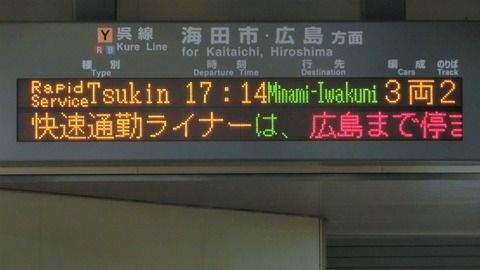 Y 呉線 海田市・広島 方面
R B Kure Line for Kaitaichi, Hiroshima
種別 時刻 行先 編成 のりば
Type Departure Time Destination Cars Track
Rapid Service Tsukin 17:14 Minami-Iwakuni 3両 2
快速通勤ライナーは、広島まで停ま